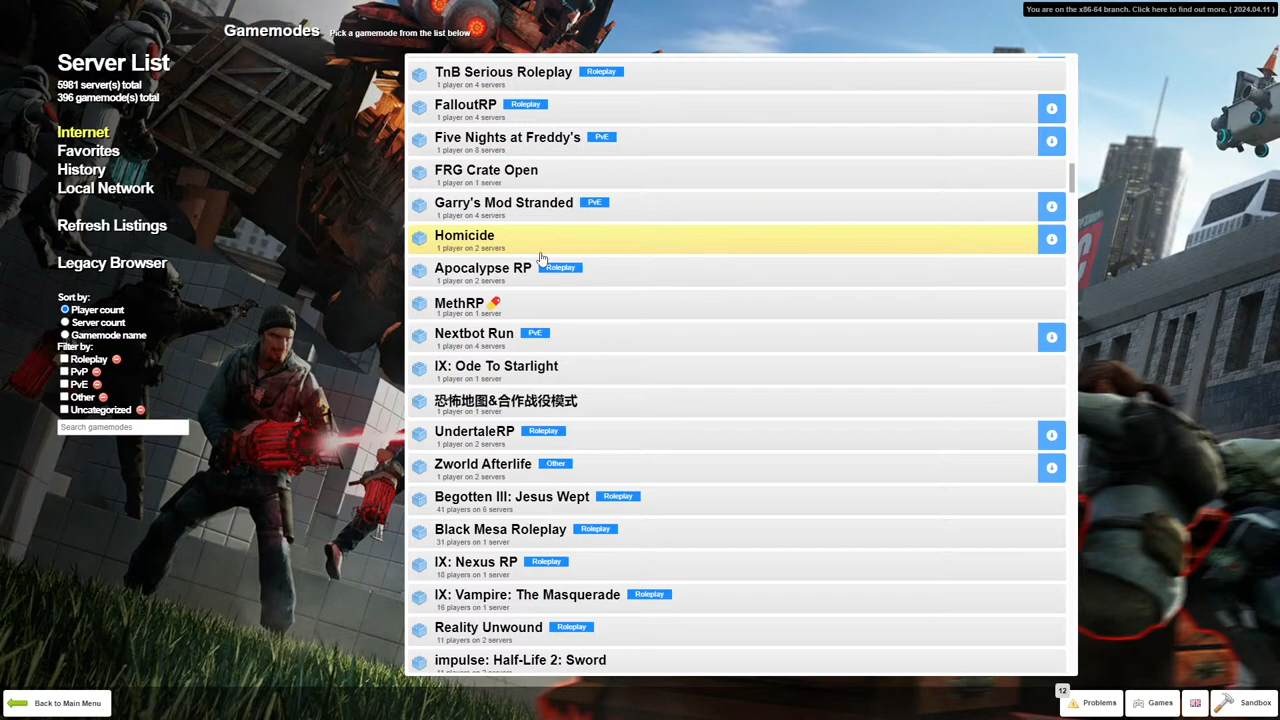 You are on the x86-64 branch. Click here to find out more. ( 2024.04.11 )
Gamemodes Pick a gamemode from the list below
Server List
5981 server(s) total
396 gamemode(s) total
Internet
Favorites
History
Local Network
Refresh Listings
Legacy Browser
Sort by:
Player count
Server count
Gamemode name
Filter by:
Roleplay
PvP
PvE
Other
Uncategorized
Search gamemodes
TnB Serious Roleplay Roleplay
1 player on 4 servers
FalloutRP Roleplay
1 player on 4 servers
Five Nights at Freddy's PvE
1 player on 8 servers
FRG Crate Open
1 player on 1 server
Garry's Mod Stranded PvE
1 player on 4 servers
Homicide
1 player on 2 servers
Apocalypse RP Roleplay
1 player on 2 servers
MethRP
1 player on 1 server
Nextbot Run PvE
1 player on 4 servers
IX: Ode To Starlight
1 player on 1 server
恐怖地图&合作战役模式
1 player on 1 server
UndertaleRP Roleplay
1 player on 2 servers
Zworld Afterlife Other
1 player on 2 servers
Begotten III: Jesus Wept Roleplay
41 players on 6 servers
Black Mesa Roleplay Roleplay
31 players on 1 server
IX: Nexus RP Roleplay
18 players on 1 server
IX: Vampire: The Masquerade Roleplay
16 players on 1 server
Reality Unwound Roleplay
11 players on 2 servers
impulse: Half-Life 2: Sword
Back to Main Menu
12
Problems
Games
Sandbox